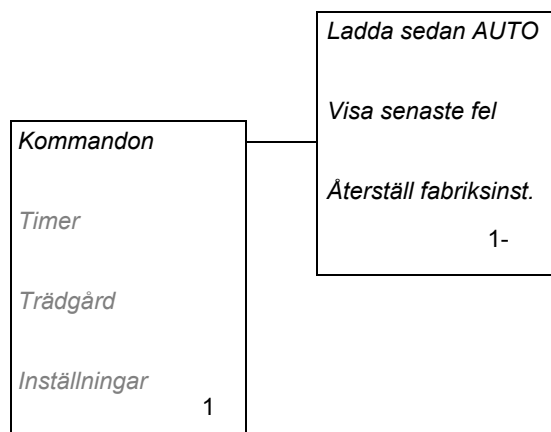 Kommandon
Timer
Trädgård
Inställningar
1
Ladda sedan AUTO
Visa senaste fel
Återställ fabriksinst.
1-